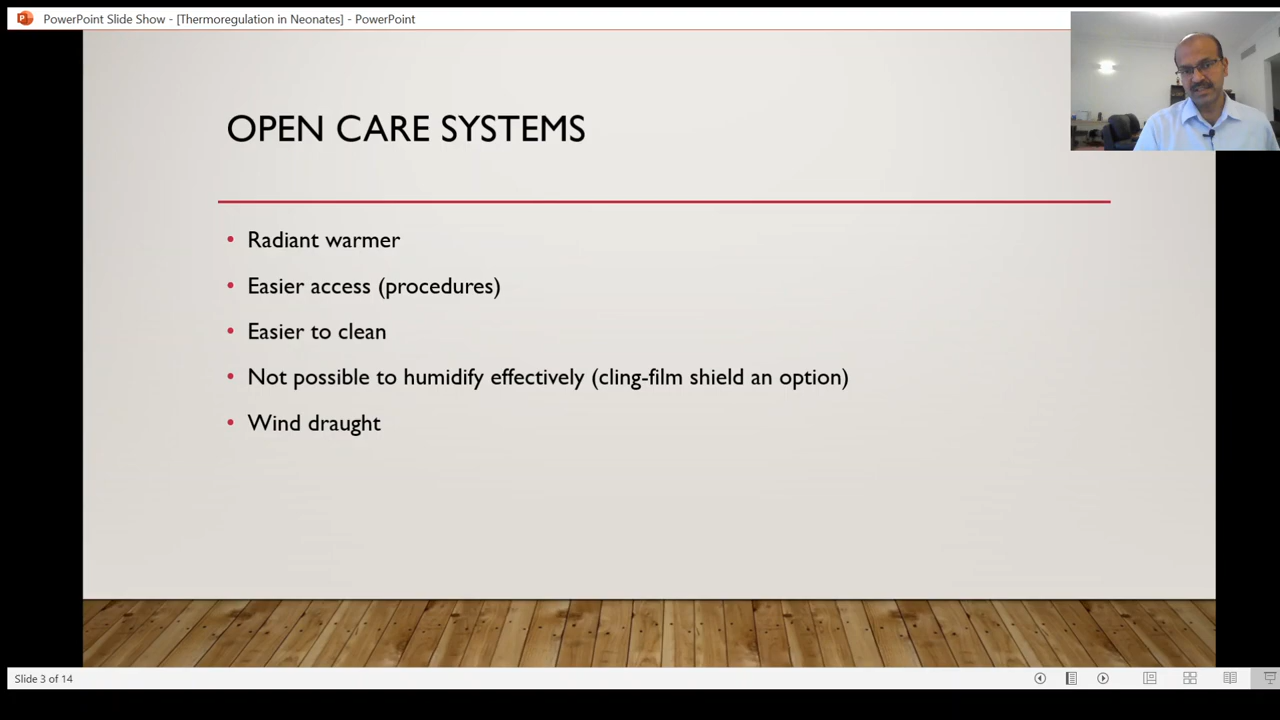 PowerPoint Slide Show - [Thermoregulation in Neonates] - PowerPoint
OPEN CARE SYSTEMS
• Radiant warmer
• Easier access (procedures)
• Easier to clean
• Not possible to humidify effectively (cling-film shield an option)
• Wind draught
Slide 3 of 14